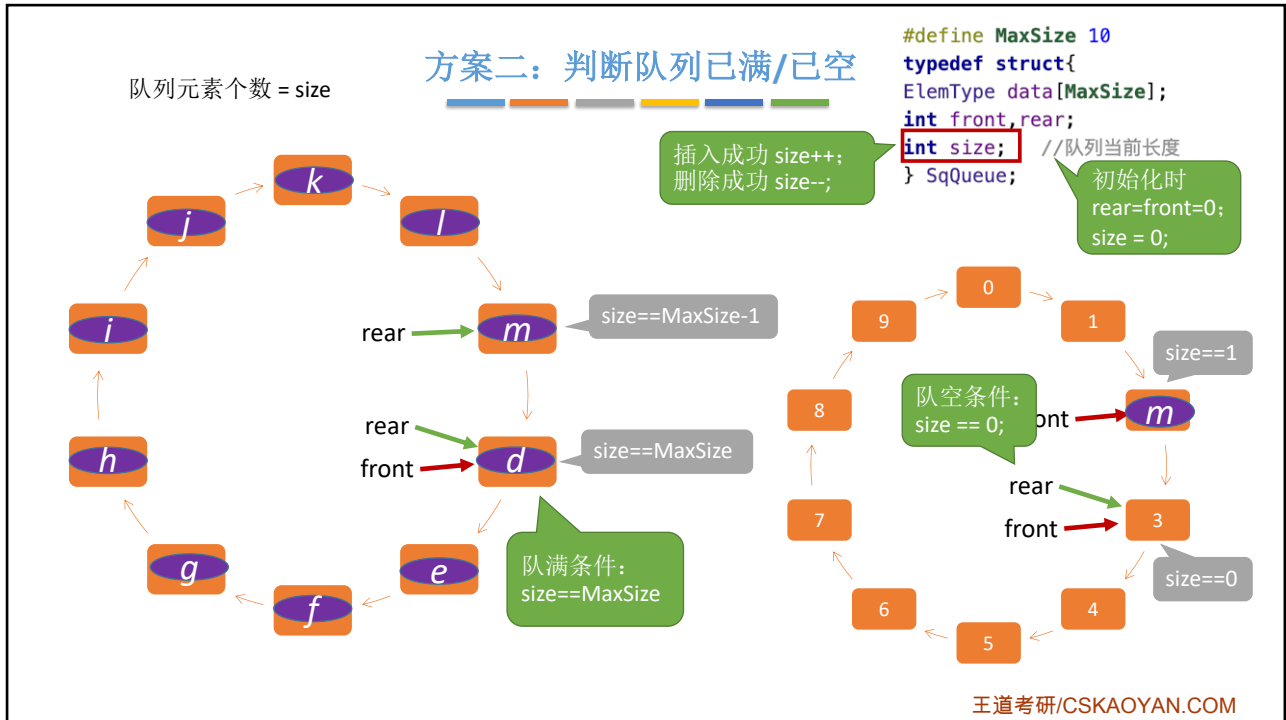 方案二：判断队列已满/已空
队列元素个数 = size
#define MaxSize 10
typedef struct{
ElemType data[MaxSize];
int front,rear;
int size; //队列当前长度
} SqQueue;
插入成功 size++;
删除成功 size--;
初始化时
rear=front=0;
size = 0;
k
j
l
i
m
rear
size==MaxSize-1
h
d
rear
front
size==MaxSize
g
e
f
队满条件：
size==MaxSize
0
9
1
size==1
8
队空条件：
size == 0;
ont
m
rear
front
7
3
size==0
6
4
5
王道考研/CSKAOYAN.COM